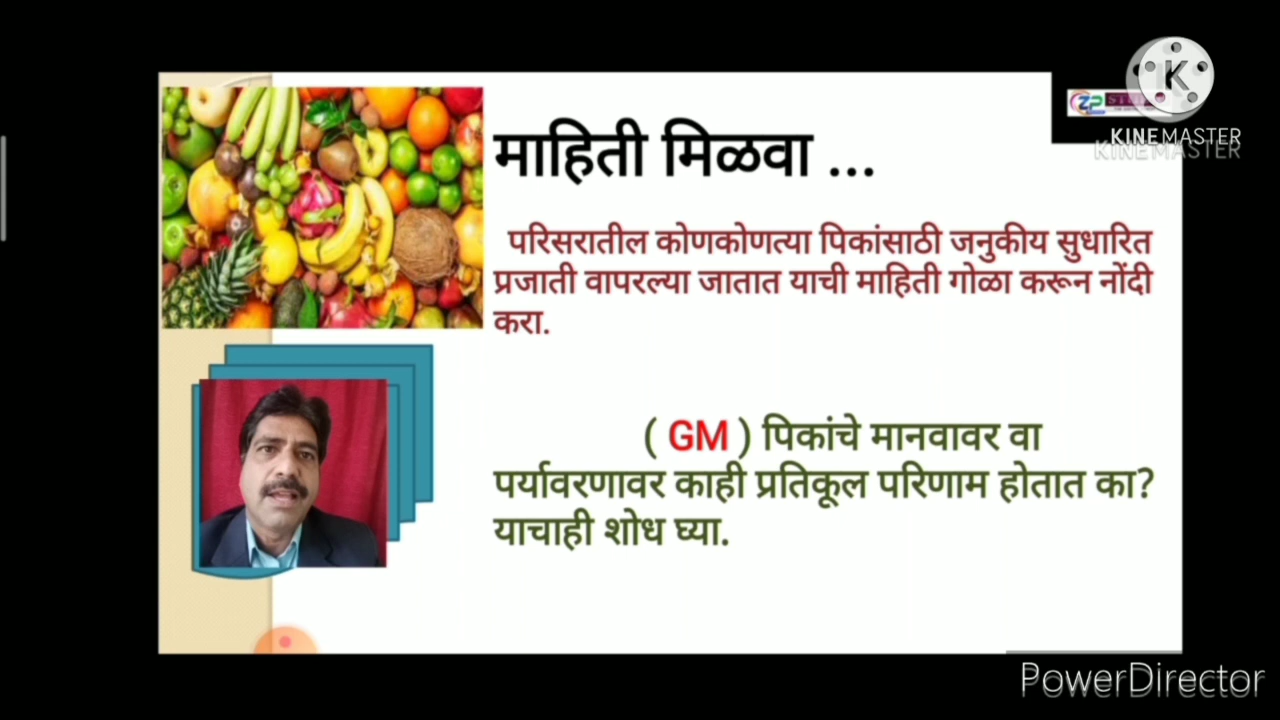 माहिती मिळवा ...
परिसरातील कोणकोणत्या पिकांसाठी जनुकीय सुधारित
प्रजाती वापरल्या जातात याची माहिती गोळा करून नोंदी
करा.
( GM ) पिकांचे मानवावर वा
पर्यावरणावर काही प्रतिकूल परिणाम होतात का?
याचाही शोध घ्या.
K
KINEMASTER
KINEMASTER
PowerDirector